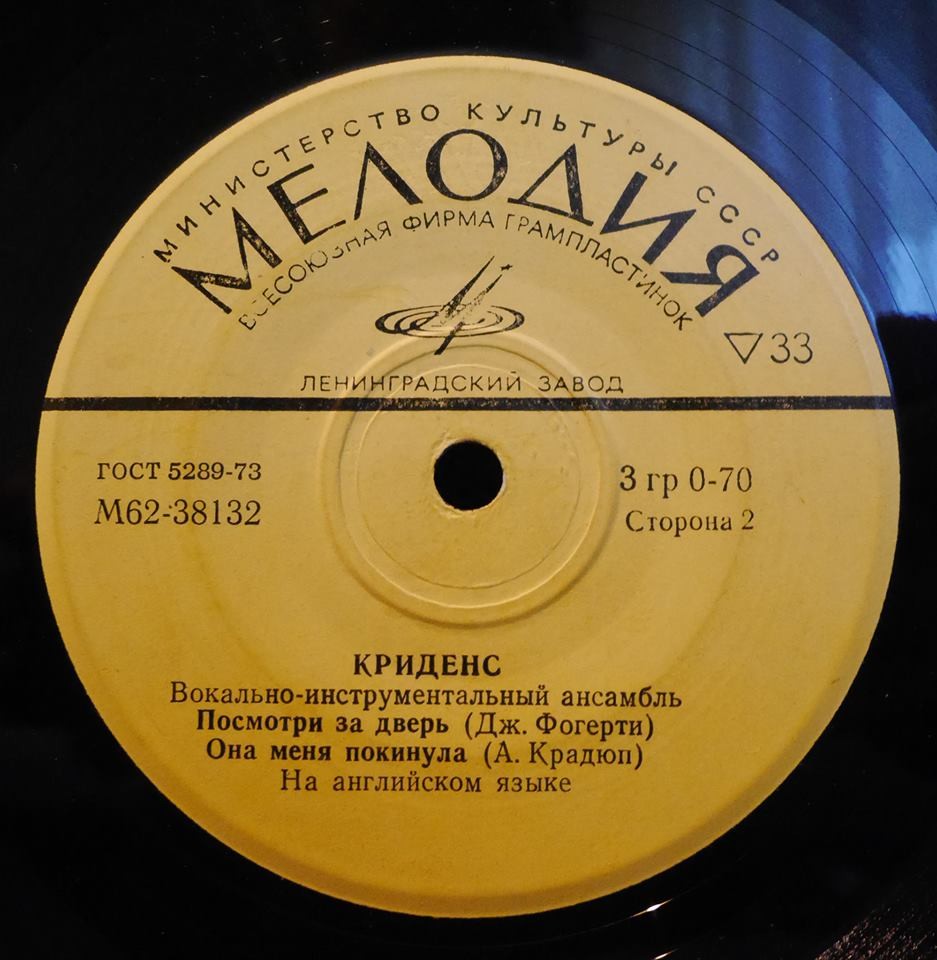 МИНИСТЕРСТВО КУЛЬТУРЫ СССР
МЕЛОДИЯ
ВСЕСОЮЗНАЯ ФИРМА ГРАМПЛАСТИНОК
▽33
ЛЕНИНГРАДСКИЙ ЗАВОД
ГОСТ 5289-73
М62-38132
3 гр 0-70
Сторона 2
КРИДЕНС
Вокально-инструментальный ансамбль
Посмотри за дверь (Дж. Фогерти)
Она меня покинула (А. Крадюп)
На английском языке